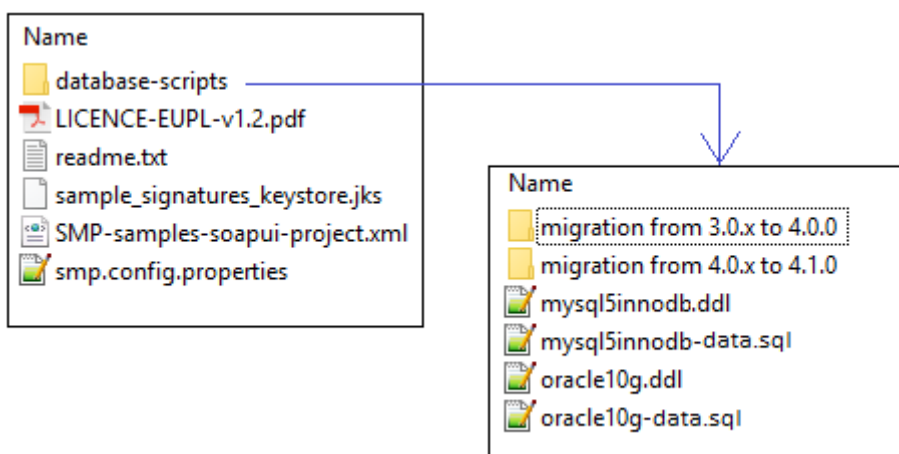 Name
database-scripts
LICENCE-EUPL-v1.2.pdf
readme.txt
sample_signatures_keystore.jks
SMP-samples-soapui-project.xml
smp.config.properties
Name
migration from 3.0.x to 4.0.0
migration from 4.0.x to 4.1.0
mysql5innodb.ddl
mysql5innodb-data.sql
oracle10g.ddl
oracle10g-data.sql